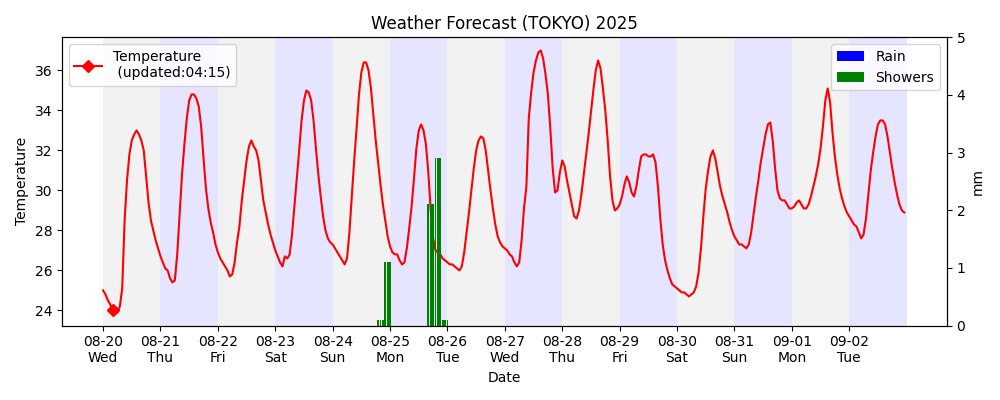 Weather Forecast (TOKYO) 2025
Temperature
(updated:04:15)
Rain
Showers
Temperature
36
34
32
30
28
26
24
5
4
3
2
1
0
mm
08-20 08-21 08-22 08-23 08-24 08-25 08-26 08-27 08-28 08-29 08-30 08-31 09-01 09-02
Wed Thu Fri Sat Sun Mon Tue Wed Thu Fri Sat Sun Mon Tue
Date